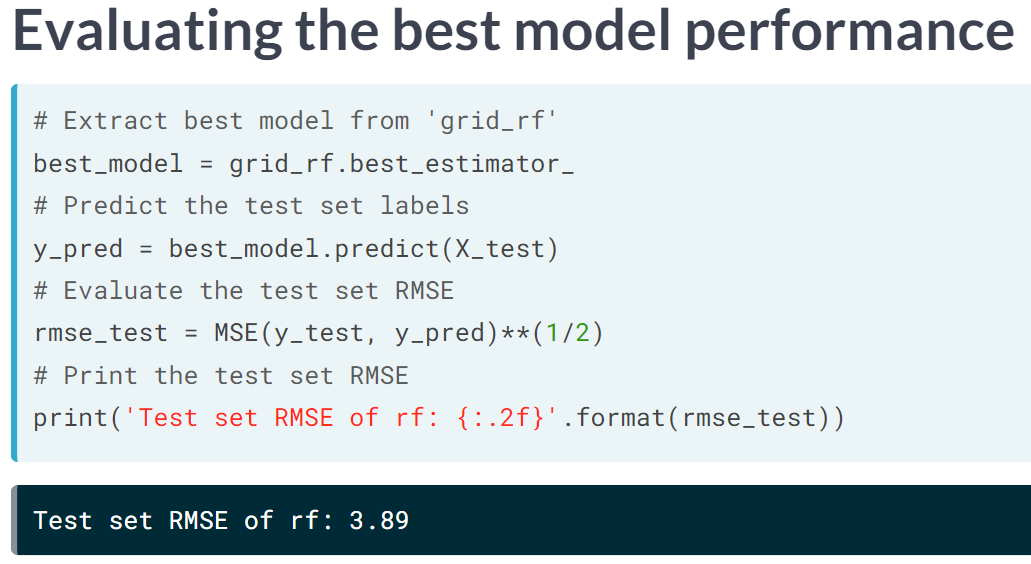 Evaluating the best model performance
# Extract best model from 'grid_rf'
best_model = grid_rf.best_estimator_
# Predict the test set labels
y_pred = best_model.predict(X_test)
# Evaluate the test set RMSE
rmse_test = MSE(y_test, y_pred)**(1/2)
# Print the test set RMSE
print('Test set RMSE of rf: {:.2f}'.format(rmse_test))
Test set RMSE of rf: 3.89